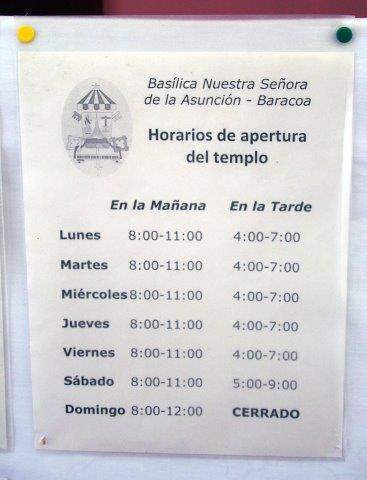 Basílica Nuestra Señora
de la Asunción - Baracoa
Horarios de apertura
del templo
En la Mañana En la Tarde
Lunes 8:00-11:00 4:00-7:00
Martes 8:00-11:00 4:00-7:00
Miércoles 8:00-11:00 4:00-7:00
Jueves 8:00-11:00 4:00-7:00
Viernes 8:00-11:00 4:00-7:00
Sábado 8:00-11:00 5:00-9:00
Domingo 8:00-12:00 CERRADO